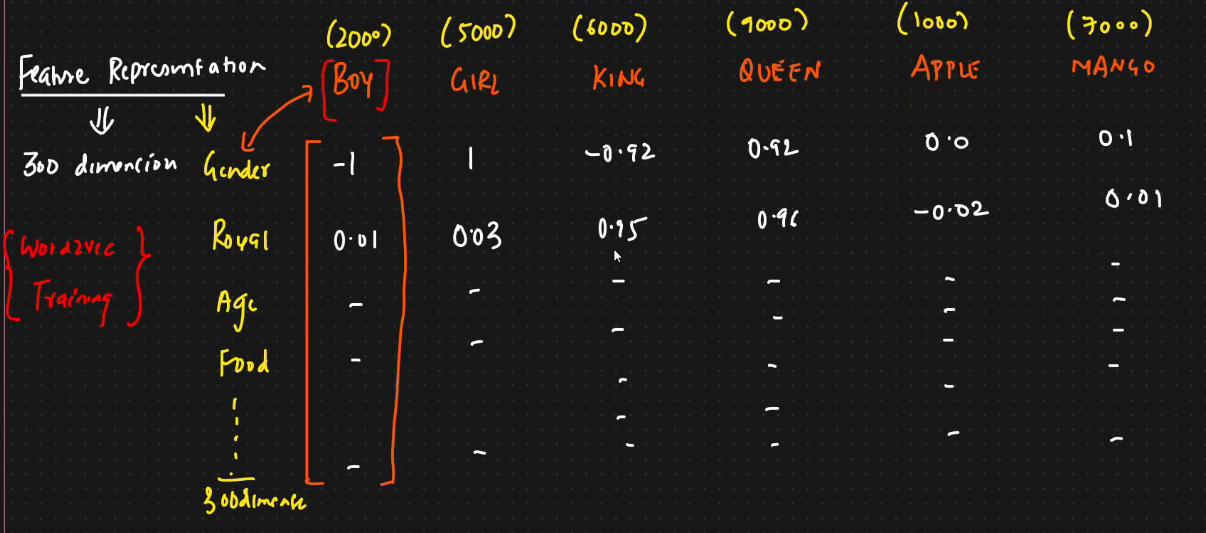 (2000) (5000) (6000) (9000) (1000) (7000)
Feature Representation [Boy] GIRL KING QUEEN APPLE MANGO
300 dimension Gender -1 1 -0.92 0.92 0.0 0.1
Royal 0.01 0.03 0.95 0.96 -0.02 0.01
{Word2vec
Training}
Age - - - - - -
Food - - - - - -
300 dimense